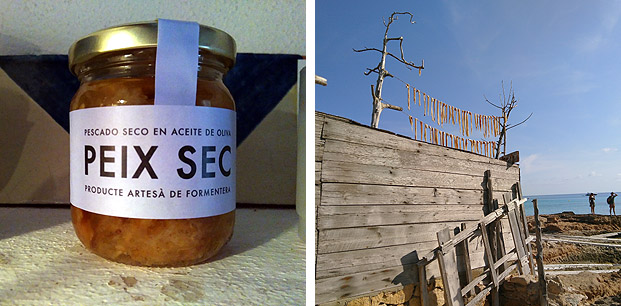 PESCADO SECO EN ACEITE DE OLIVA
PEIX SEC
PRODUCTE ARTESÀ DE FORMENTERA